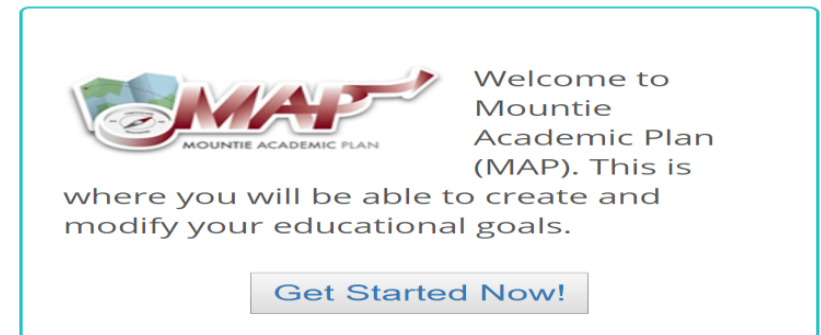 MAP
MOUNTIE ACADEMIC PLAN
Welcome to
Mountie
Academic Plan
(MAP). This is
where you will be able to create and
modify your educational goals.
Get Started Now!